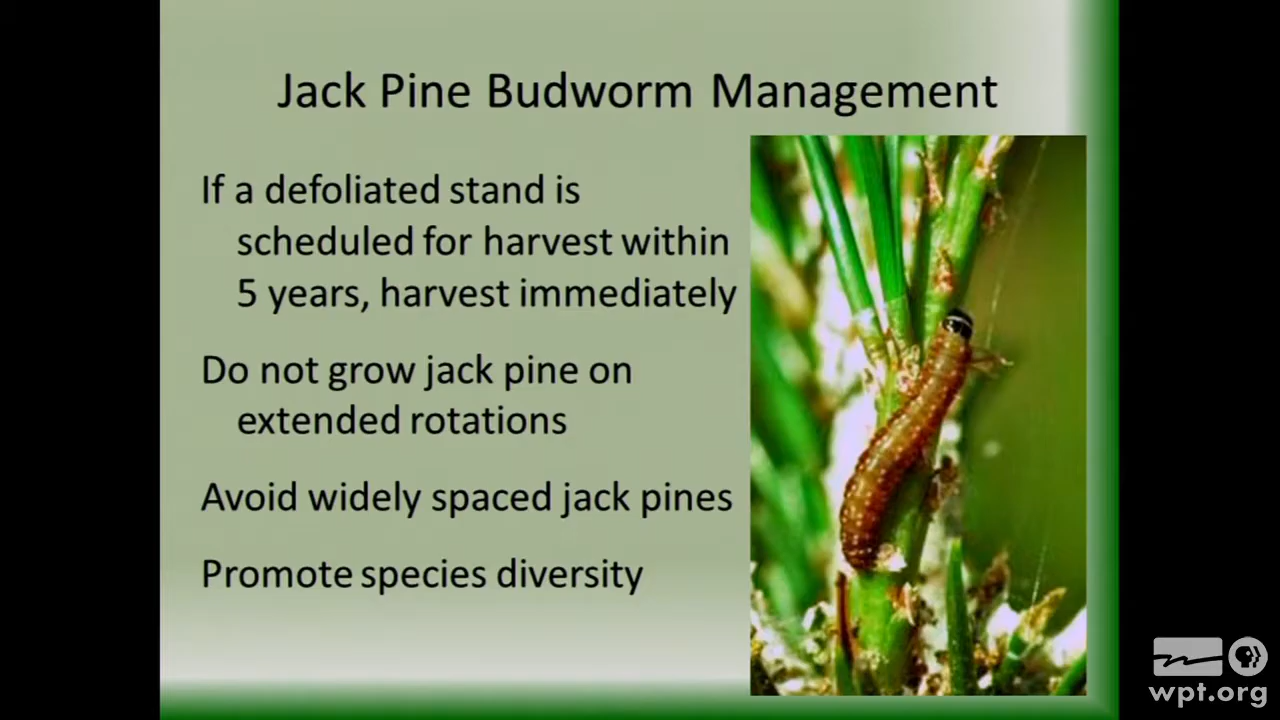 Jack Pine Budworm Management
If a defoliated stand is
scheduled for harvest within
5 years, harvest immediately
Do not grow jack pine on
extended rotations
Avoid widely spaced jack pines
Promote species diversity
wpt.org